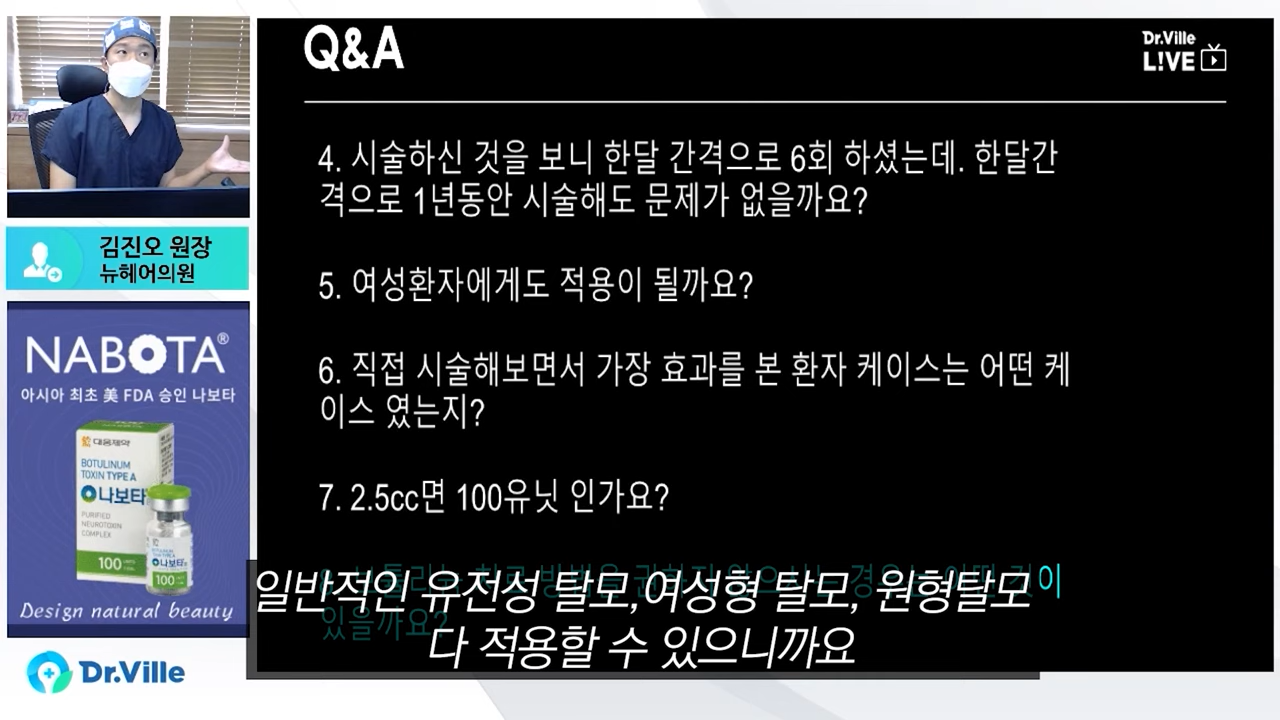 Q&A
Dr.Ville
L!VE
4. 시술하신 것을 보니 한달 간격으로 6회 하셨는데. 한달간
격으로 1년동안 시술해도 문제가 없을까요?
5. 여성환자에게도 적용이 될까요?
6. 직접 시술해보면서 가장 효과를 본 환자 케이스는 어떤 케
이스 였는지?
7. 2.5cc면 100유닛 인가요?
있을까요?
일반적인 유전성 탈모,여성형 탈모, 원형탈모
다 적용할 수 있으니까요
김진오 원장
뉴헤어의원
NABOTA®
아시아 최초 美 FDA 승인 나보타
대웅제약
BOTULINUM
TOXIN TYPE A
나보타
PURIFIED
NEUROTOXIN
COMPLEX
100
나보타
100
Design natural beauty
Dr.Ville